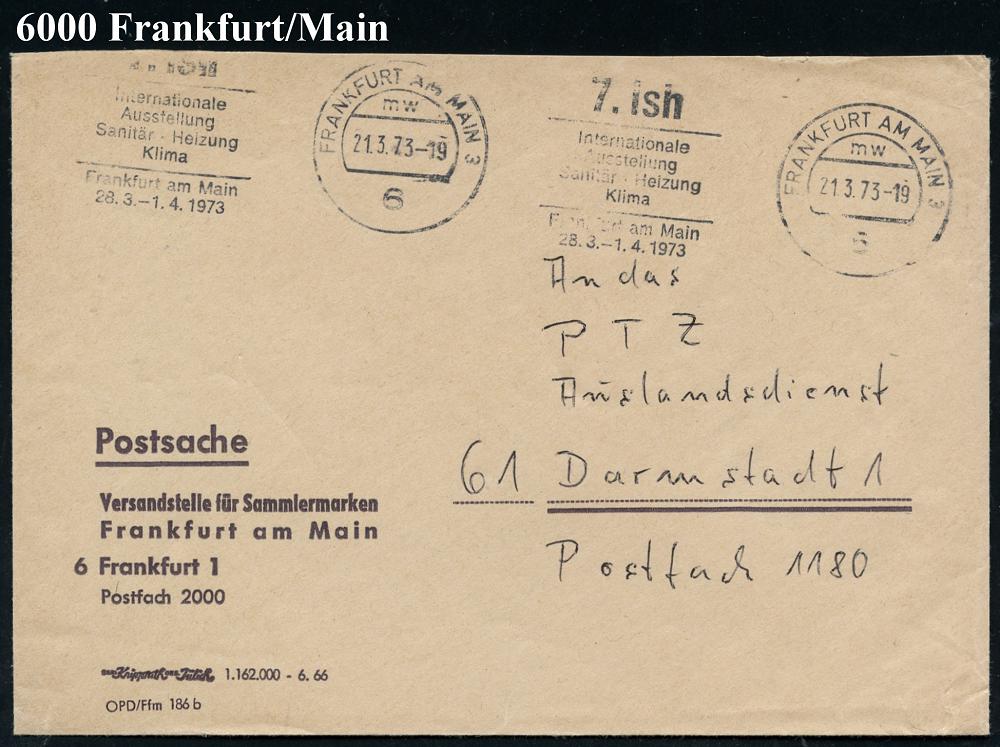 6000 Frankfurt/Main
7. ish
Internationale
Ausstellung
Sanitär - Heizung
Klima
Frankfurt am Main
28. 3. – 1. 4. 1973
FRANKFURT AM MAIN 3
mw
21.3.73-19
6
7. ish
Internationale
Ausstellung
Sanitär - Heizung
Klima
Frankfurt am Main
28. 3. – 1. 4. 1973
FRANKFURT AM MAIN 3
mw
21.3.73-19
6
An das
P T Z
Auslandsdienst
61 Darmstadt 1
Postfach 1180
Postsache
Versandstelle für Sammlermarken
Frankfurt am Main
6 Frankfurt 1
Postfach 2000
1.162.000 - 6. 66
OPD/Ffm 186 b